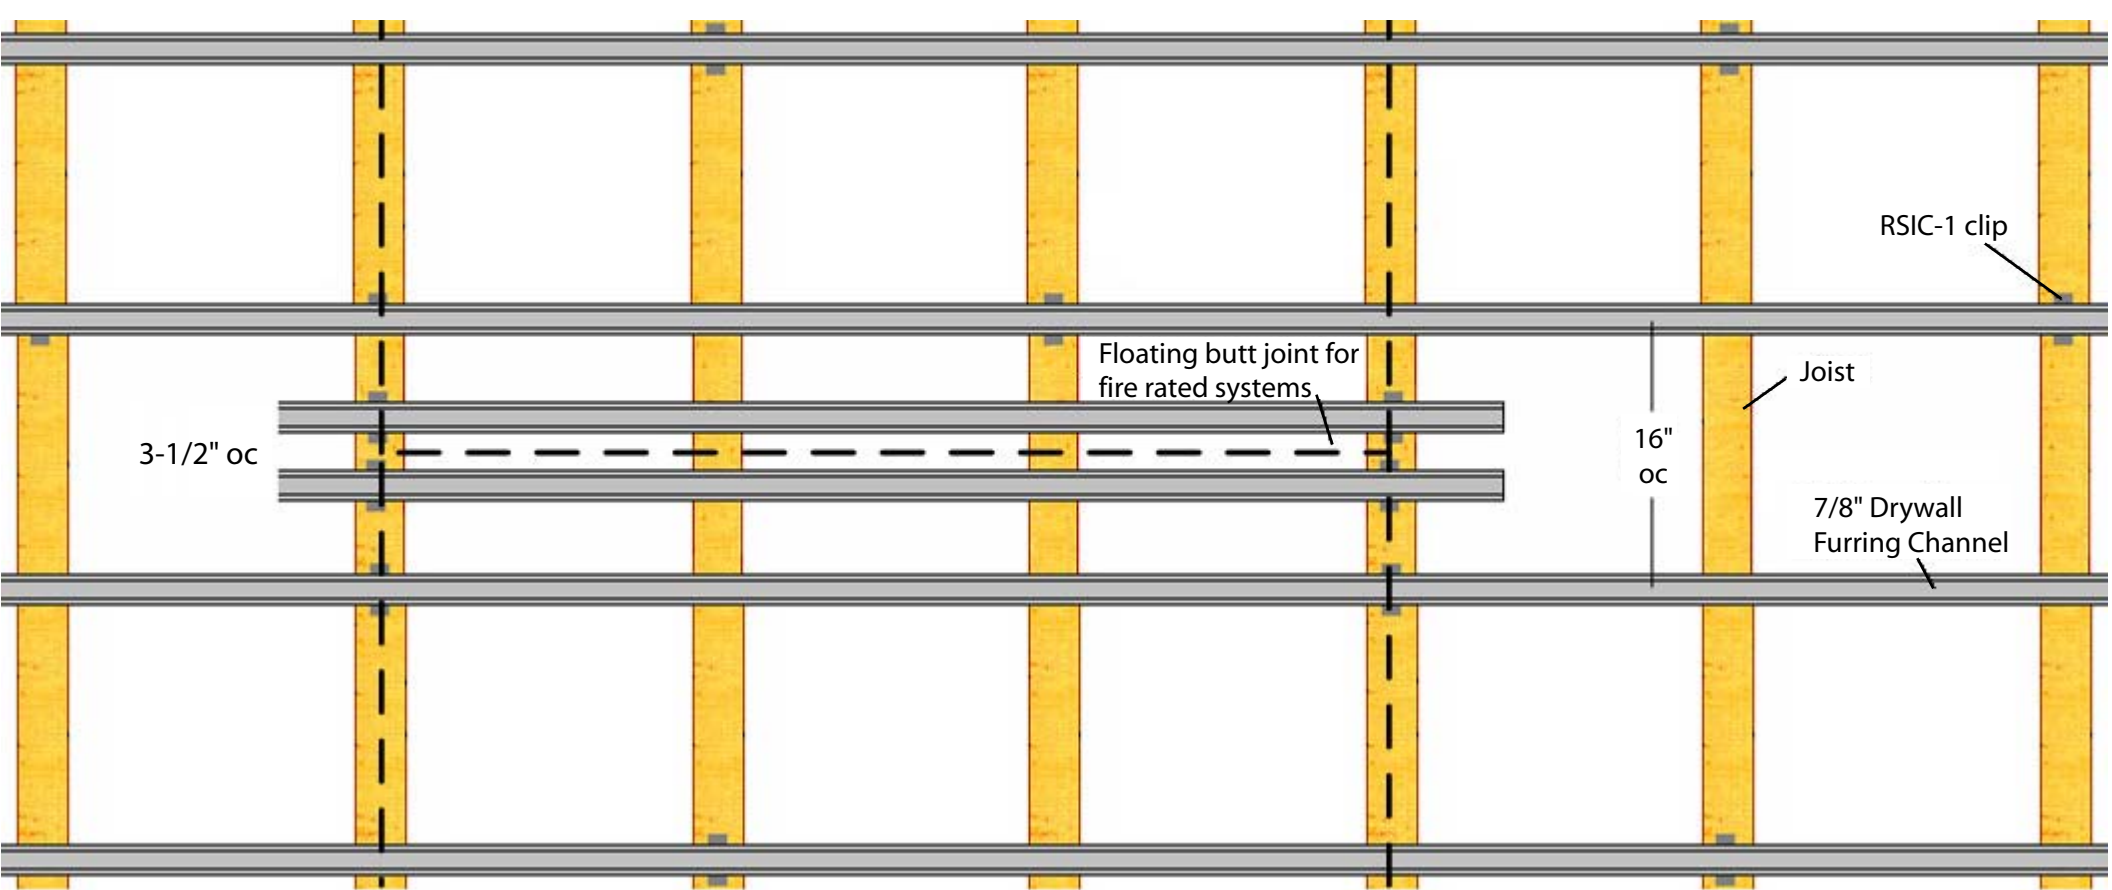 RSIC-1 clip
Floating butt joint for
fire rated systems
Joist
3-1/2" oc
16"
oc
7/8" Drywall
Furring Channel